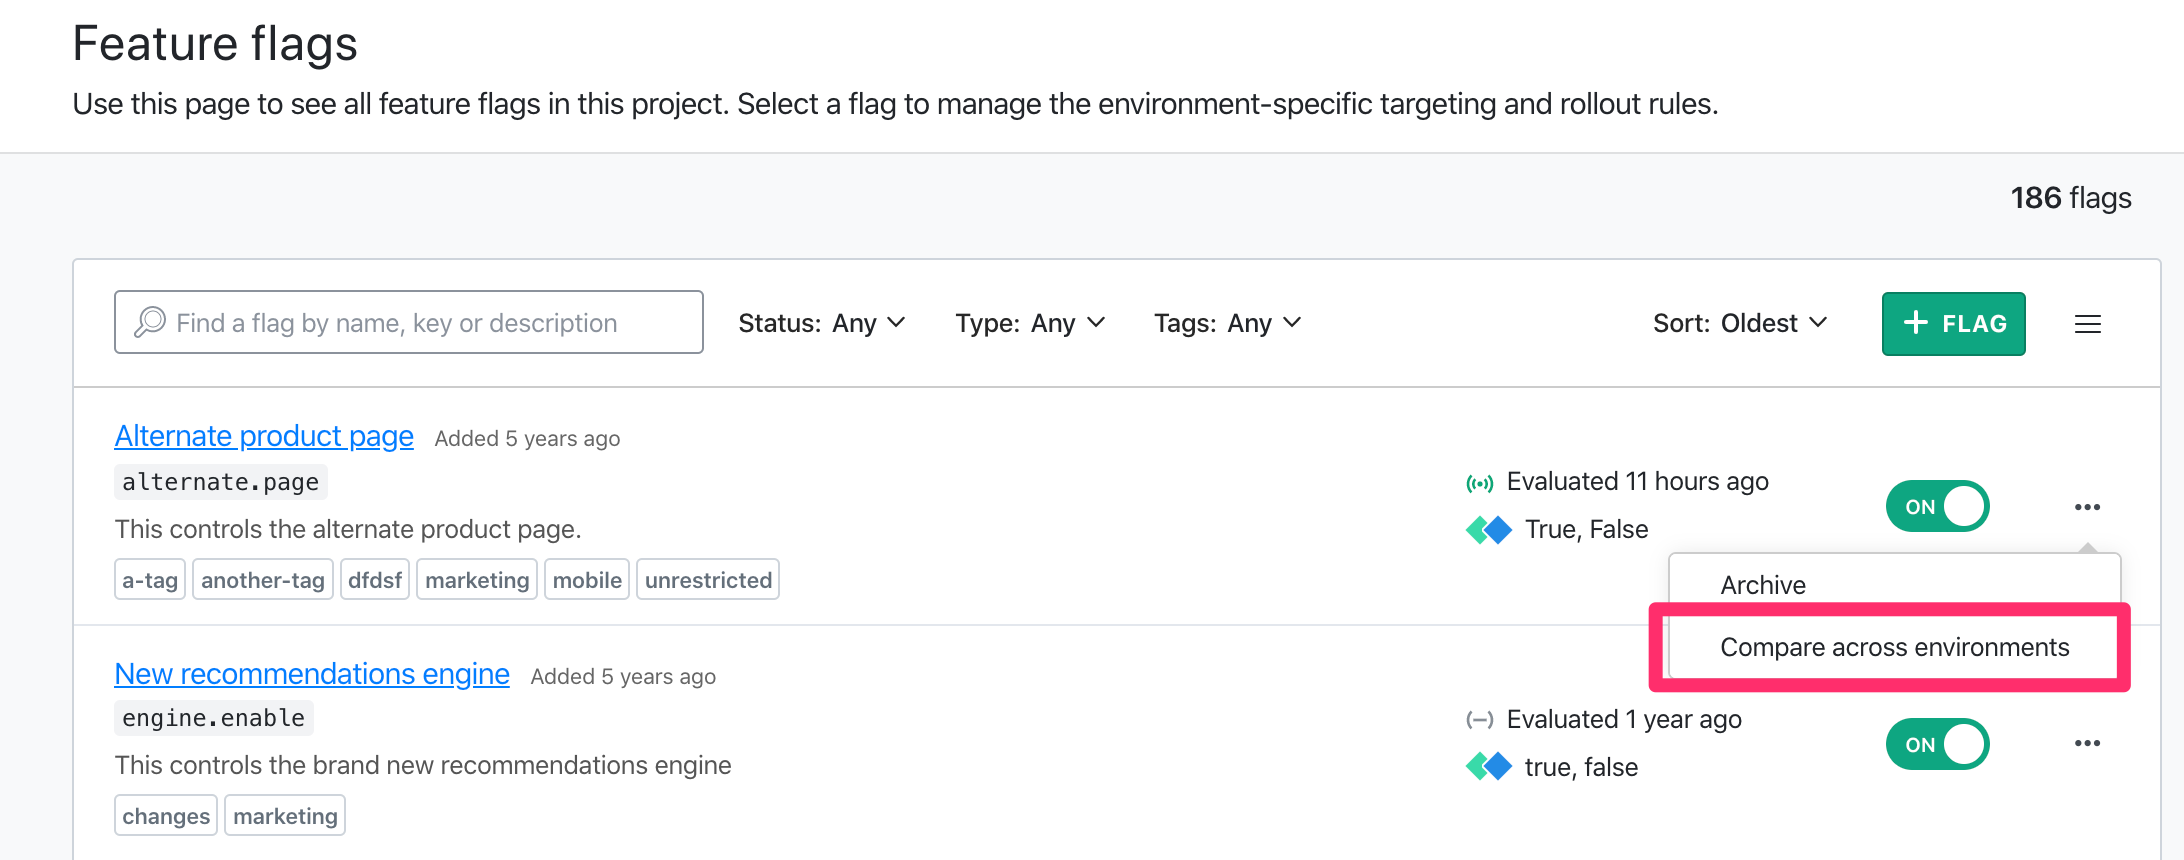 Feature flags
Use this page to see all feature flags in this project. Select a flag to manage the environment-specific targeting and rollout rules.
186 flags
Find a flag by name, key or description Status: Any Type: Any Tags: Any Sort: Oldest + FLAG
Alternate product page Added 5 years ago
alternate.page
Evaluated 11 hours ago
ON
This controls the alternate product page.
True, False
a-tag another-tag dfdsf marketing mobile unrestricted
Archive
Compare across environments
New recommendations engine Added 5 years ago
engine.enable
Evaluated 1 year ago
ON
This controls the brand new recommendations engine
true, false
changes marketing